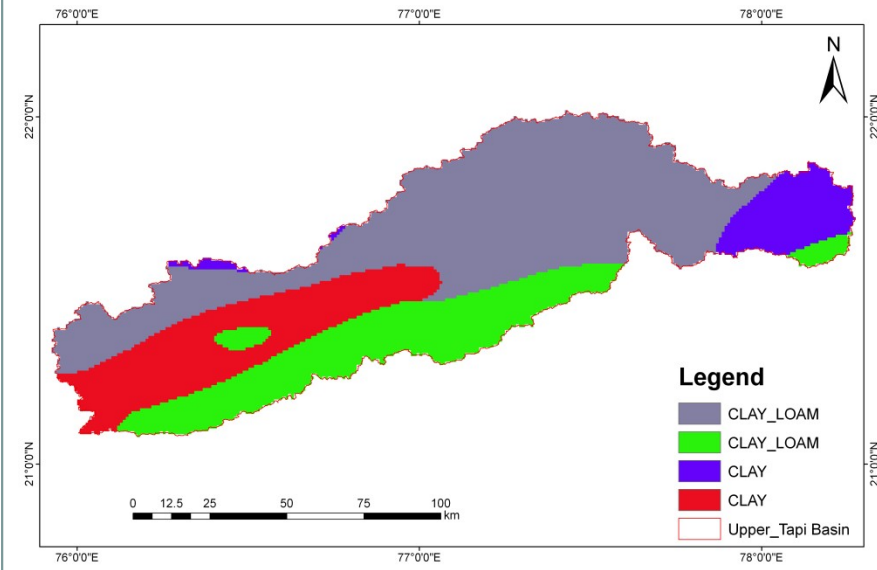 76°0'0"E 77°0'0"E 78°0'0"E
N
22°0'0"N 22°0'0"N
Legend
CLAY_LOAM
CLAY_LOAM
CLAY
CLAY
Upper_Tapi Basin
21°0'0"N 21°0'0"N
0 12.5 25 50 75 100
km
76°0'0"E 77°0'0"E 78°0'0"E